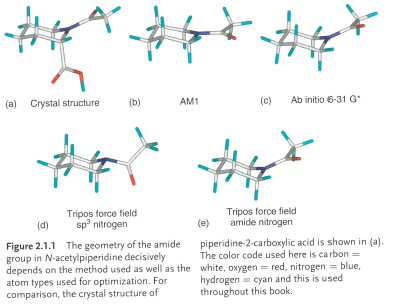 (a) Crystal structure
(b) AM1
(c) Ab initio 6-31 G*
(d) Tripos force field
sp³ nitrogen
(e) Tripos force field
amide nitrogen
Figure 2.1.1 The geometry of the amide
group in N-acetylpiperidine decisively
depends on the method used as well as the
atom types used for optimization. For
comparison, the crystal structure of
piperidine-2-carboxylic acid is shown in (a).
The color code used here is carbon =
white, oxygen = red, nitrogen = blue,
hydrogen = cyan and this is used
throughout this book.